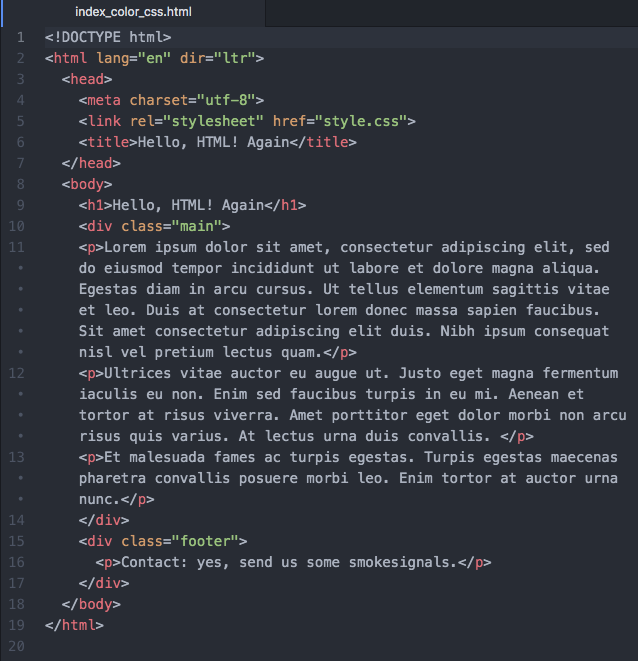 index_color_css.html
1 <!DOCTYPE html>
2 <html lang="en" dir="ltr">
3   <head>
4     <meta charset="utf-8">
5     <link rel="stylesheet" href="style.css">
6     <title>Hello, HTML! Again</title>
7   </head>
8   <body>
9     <h1>Hello, HTML! Again</h1>
10     <div class="main">
11     <p>Lorem ipsum dolor sit amet, consectetur adipiscing elit, sed
•     do eiusmod tempor incididunt ut labore et dolore magna aliqua.
•     Egestas diam in arcu cursus. Ut tellus elementum sagittis vitae
•     et leo. Duis at consectetur lorem donec massa sapien faucibus.
•     Sit amet consectetur adipiscing elit duis. Nibh ipsum consequat
•     nisl vel pretium lectus quam.</p>
12     <p>Ultrices vitae auctor eu augue ut. Justo eget magna fermentum
•     iaculis eu non. Enim sed faucibus turpis in eu mi. Aenean et
•     tortor at risus viverra. Amet porttitor eget dolor morbi non arcu
•     risus quis varius. At lectus urna duis convallis. </p>
13     <p>Et malesuada fames ac turpis egestas. Turpis egestas maecenas
•     pharetra convallis posuere morbi leo. Enim tortor at auctor urna
•     nunc.</p>
14     </div>
15     <div class="footer">
16       <p>Contact: yes, send us some smokesignals.</p>
17     </div>
18   </body>
19 </html>
20